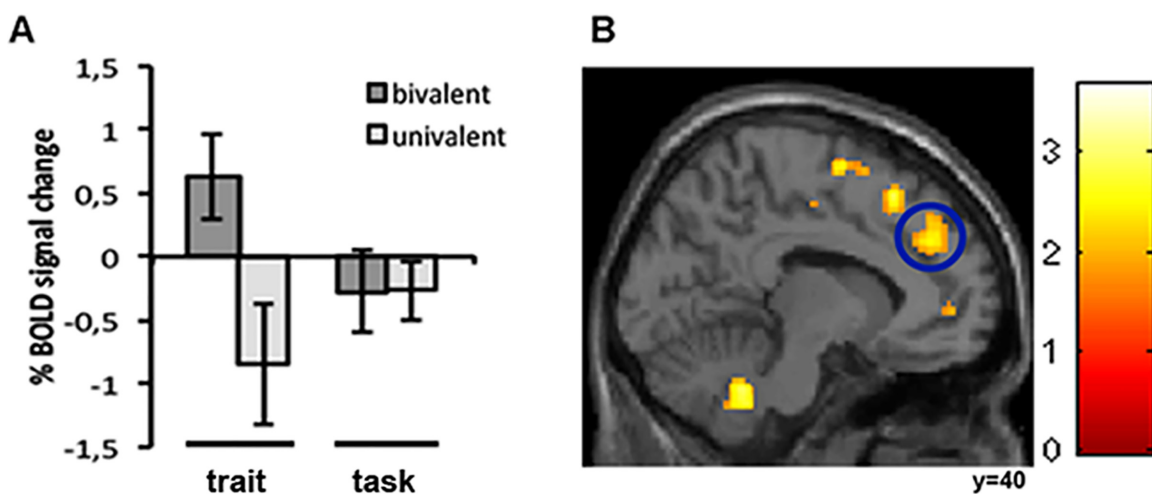 A
% BOLD signal change
1,5
1
0,5
0
-0,5
-1
-1,5
bivalent
univalent
trait
task
B
y=40
3
2
1
0